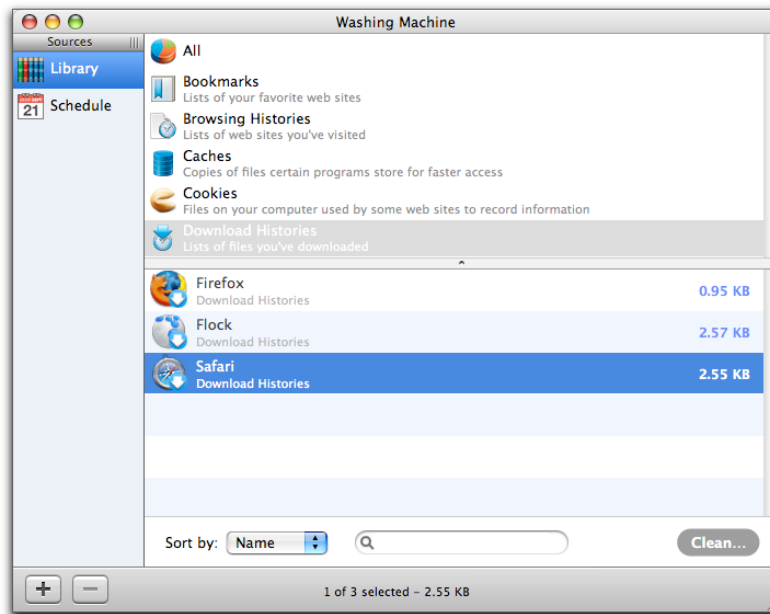 Washing Machine
Sources
Library
21
Schedule
All
Bookmarks
Lists of your favorite web sites
Browsing Histories
Lists of web sites you've visited
Caches
Copies of files certain programs store for faster access
Cookies
Files on your computer used by some web sites to record information
Download Histories
Lists of files you've downloaded
Firefox
Download Histories
0.95 KB
Flock
Download Histories
2.57 KB
Safari
Download Histories
2.55 KB
Sort by: Name
Clean...
1 of 3 selected – 2.55 KB